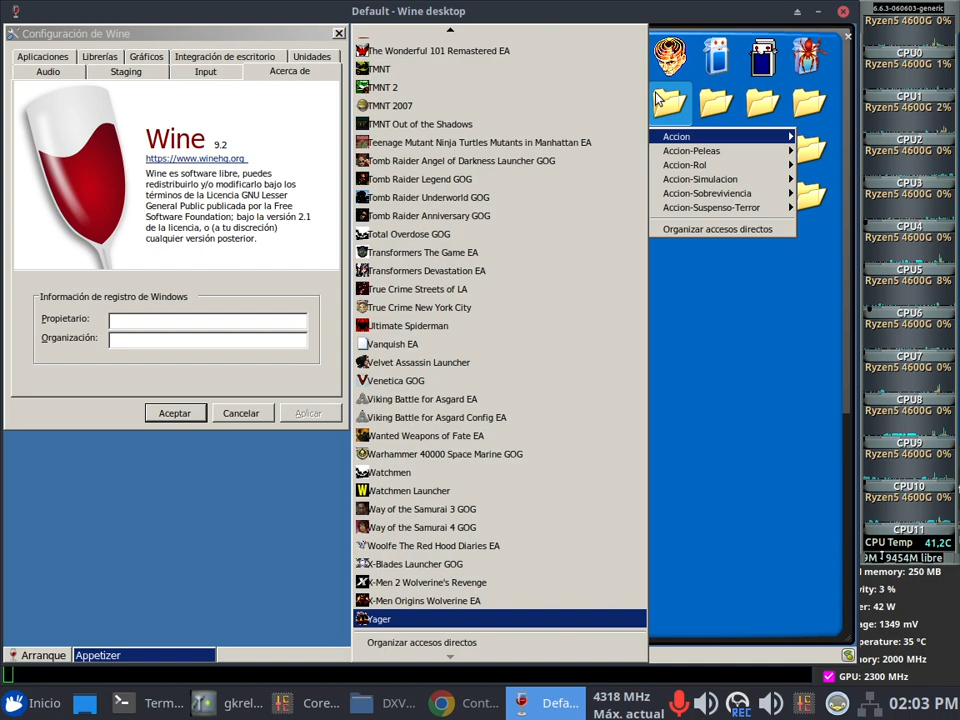 Default - Wine desktop
6.6.3-060603-generic
Configuración de Wine
Aplicaciones
Librerías
Gráficos
Integración de escritorio
Unidades
Audio
Staging
Input
Acerca de
Wine 9.2
https://www.winehq.org
Wine es software libre, puedes
redistribuirlo y/o modificarlo bajo los
términos de la Licencia GNU Lesser
General Public publicada por la Free
Software Foundation; bajo la versión 2.1
de la licencia, o (a tu discreción)
cualquier versión posterior.
Información de registro de Windows
Propietario:
Organización:
Aceptar
Cancelar
Aplicar
The Wonderful 101 Remastered EA
TMNT
TMNT 2
TMNT 2007
TMNT Out of the Shadows
Teenage Mutant Ninja Turtles Mutants in Manhattan EA
Tomb Raider Angel of Darkness Launcher GOG
Tomb Raider Legend GOG
Tomb Raider Underworld GOG
Tomb Raider Anniversary GOG
Total Overdose GOG
Transformers The Game EA
Transformers Devastation EA
True Crime Streets of LA
True Crime New York City
Ultimate Spiderman
Vanquish EA
Velvet Assassin Launcher
Venetica GOG
Viking Battle for Asgard EA
Viking Battle for Asgard Config EA
Wanted Weapons of Fate EA
Warhammer 40000 Space Marine GOG
Watchmen
Watchmen Launcher
Way of the Samurai 3 GOG
Way of the Samurai 4 GOG
Woolfe The Red Hood Diaries EA
X-Blades Launcher GOG
X-Men 2 Wolverine's Revenge
X-Men Origins Wolverine EA
Yager
Organizar accesos directos
Accion
Accion-Peleas
Accion-Rol
Accion-Simulacion
Accion-Sobreviviencia
Accion-Suspenso-Terror
Organizar accesos directos
Ryzen5 4600G 0%
CPU0
Ryzen5 4600G 1%
CPU1
Ryzen5 4600G 2%
CPU2
Ryzen5 4600G 0%
CPU3
Ryzen5 4600G 0%
CPU4
Ryzen5 4600G 0%
CPU5
Ryzen5 4600G 8%
CPU6
Ryzen5 4600G 0%
CPU7
Ryzen5 4600G 0%
CPU8
Ryzen5 4600G 0%
CPU9
Ryzen5 4600G 0%
CPU10
Ryzen5 4600G 0%
CPU11
CPU Temp 41,2C
9454M libre
memory: 250 MB
vity: 3 %
er: 42 W
age: 1349 mV
perature: 35 °C
ory: 2000 MHz
GPU: 2300 MHz
Arranque
Appetizer
Inicio
Term...
gkre...
Core...
DXV...
Cont...
Defa...
4318 MHz
Máx. actual
REC
02:03 PM